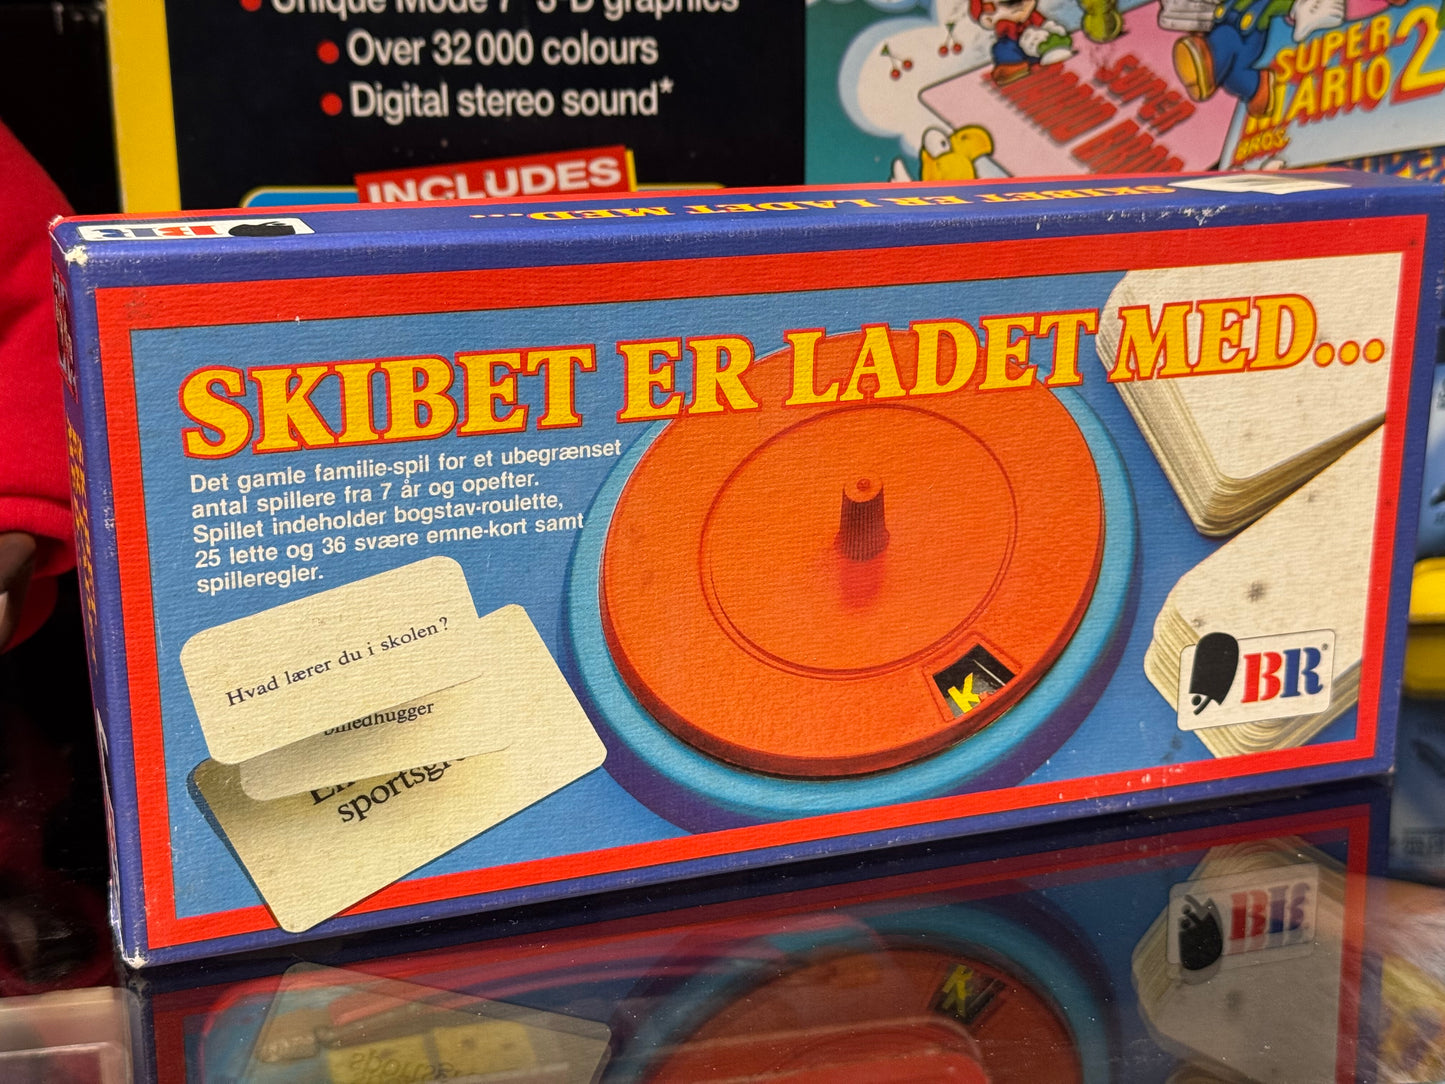 Unique Mode 7 3-D graphics
• Over 32 000 colours
• Digital stereo sound*
INCLUDES
SUPER
MARIO BROS
SUPER
MARIO 2
BROS.
BR
SKIBET ER LADET MED...
SKIBET ER LADET MED...
Det gamle familie-spil for et ubegrænset
antal spillere fra 7 år og opefter.
Spillet indeholder bogstav-roulette,
25 lette og 36 svære emne-kort samt
spilleregler.
Hvad lærer du i skolen?
K
BR®